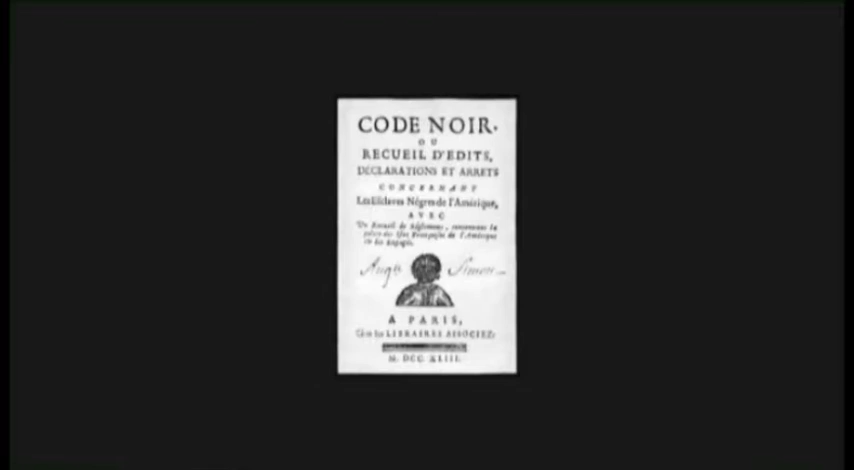 CODE NOIR.
OU
RECUEIL D'EDITS,
DECLARATIONS ET ARRETS
CONCERNANT
Les Esclaves Négres de l'Amérique,
AVEC
Un Recueil de Réglemens, concernant la
police des Isles Françoises de l'Amérique
& les Engagés.
Simon
A PARIS,
Chez les LIBRAIRES ASSOCIEZ.
M. DCC. XLIII.